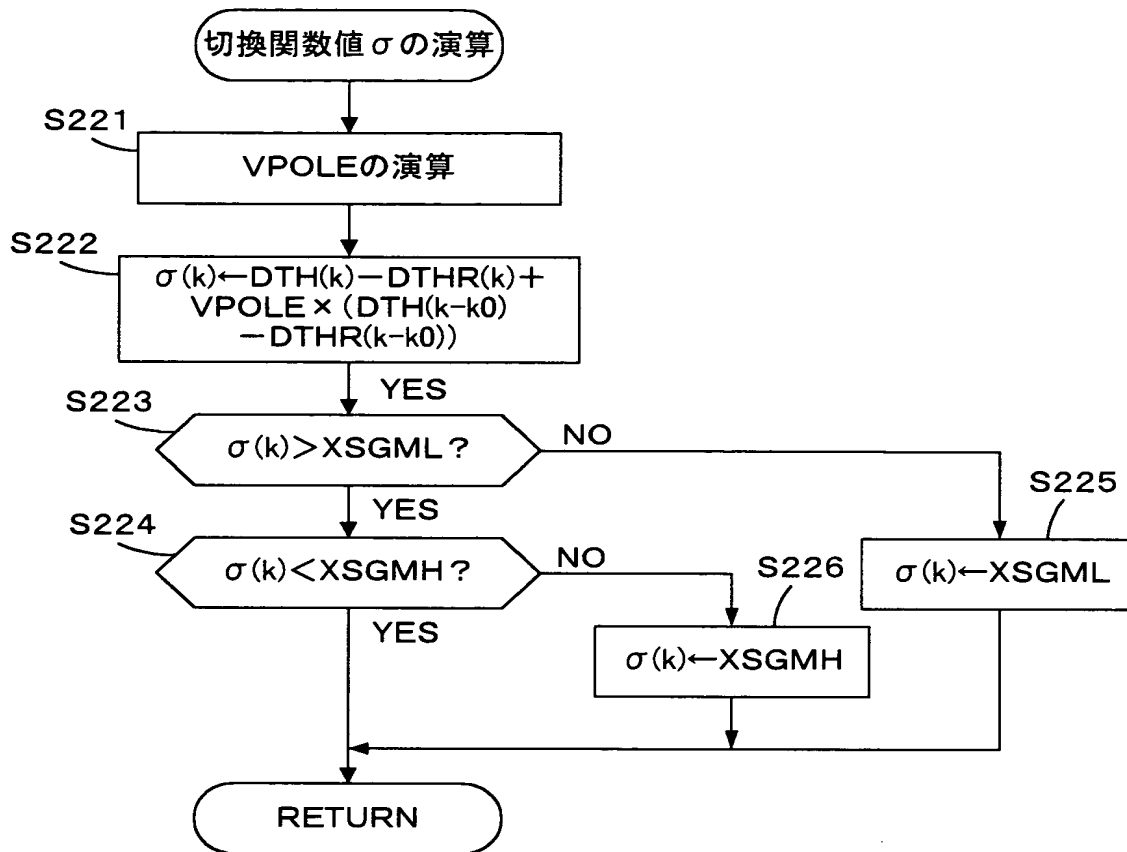 切換関数値σの演算
S221
VPOLEの演算
S222
σ(k)←DTH(k)−DTHR(k)+
VPOLE×(DTH(k-k0)
−DTHR(k-k0))
YES
S223
σ(k)>XSGML?
NO
YES
S224
σ(k)<XSGMH?
NO
YES
S225
σ(k)←XSGML
S226
σ(k)←XSGMH
RETURN